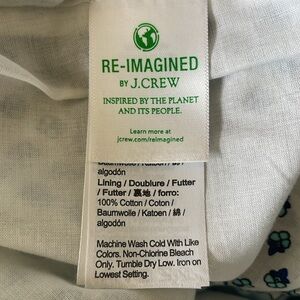 RE-IMAGINED
BY J.CREW
INSPIRED BY THE PLANET
AND ITS PEOPLE.
Learn more at
jcrew.com/reimagined
algodón
Lining / Doublure / Futter
/ Futter / 裏地 / forro:
100% Cotton / Coton /
Baumwolle / Katoen / 綿 /
algodón
Machine Wash Cold With Like
Colors. Non-Chlorine Bleach
Only. Tumble Dry Low. Iron on
Lowest Setting.